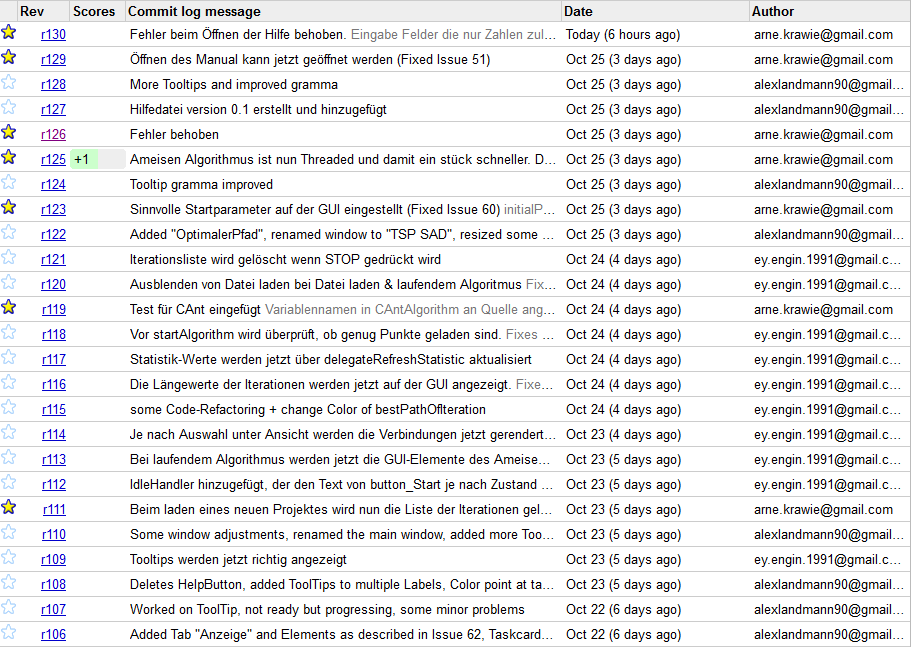 Rev Scores Commit log message Date Author
r130 Fehler beim Öffnen der Hilfe behoben. Eingabe Felder die nur Zahlen zul... Today (6 hours ago) arne.krawie@gmail.com
r129 Öffnen des Manual kann jetzt geöffnet werden (Fixed Issue 51) Oct 25 (3 days ago) arne.krawie@gmail.com
r128 More Tooltips and improved gramma Oct 25 (3 days ago) alexlandmann90@gmail...
r127 Hilfedatei version 0.1 erstellt und hinzugefügt Oct 25 (3 days ago) alexlandmann90@gmail...
r126 Fehler behoben Oct 25 (3 days ago) arne.krawie@gmail.com
r125 +1 Ameisen Algorithmus ist nun Threaded und damit ein stück schneller. D... Oct 25 (3 days ago) arne.krawie@gmail.com
r124 Tooltip gramma improved Oct 25 (3 days ago) alexlandmann90@gmail...
r123 Sinnvolle Startparameter auf der GUI eingestellt (Fixed Issue 60) initialP... Oct 25 (3 days ago) arne.krawie@gmail.com
r122 Added "OptimalerPfad", renamed window to "TSP SAD", resized some ... Oct 25 (3 days ago) alexlandmann90@gmail...
r121 Iterationsliste wird gelöscht wenn STOP gedrückt wird Oct 24 (4 days ago) ey.engin.1991@gmail.c...
r120 Ausblenden von Datei laden bei Datei laden & laufendem Algoritmus Fix... Oct 24 (4 days ago) ey.engin.1991@gmail.c...
r119 Test für CAnt eingefügt Variablennamen in CAntAlgorithm an Quelle ang... Oct 24 (4 days ago) arne.krawie@gmail.com
r118 Vor startAlgorithm wird überprüft, ob genug Punkte geladen sind. Fixes ... Oct 24 (4 days ago) ey.engin.1991@gmail.c...
r117 Statistik-Werte werden jetzt über delegateRefreshStatistic aktualisiert Oct 24 (4 days ago) ey.engin.1991@gmail.c...
r116 Die Längewerte der Iterationen werden jetzt auf der GUI angezeigt. Fixe... Oct 24 (4 days ago) ey.engin.1991@gmail.c...
r115 some Code-Refactoring + change Color of bestPathOfIteration Oct 24 (4 days ago) ey.engin.1991@gmail.c...
r114 Je nach Auswahl unter Ansicht werden die Verbindungen jetzt gerendert... Oct 23 (4 days ago) ey.engin.1991@gmail.c...
r113 Bei laufendem Algorithmus werden jetzt die GUI-Elemente des Ameise... Oct 23 (5 days ago) ey.engin.1991@gmail.c...
r112 IdleHandler hinzugefügt, der den Text von button_Start je nach Zustand ... Oct 23 (5 days ago) ey.engin.1991@gmail.c...
r111 Beim laden eines neuen Projektes wird nun die Liste der Iterationen gel... Oct 23 (5 days ago) arne.krawie@gmail.com
r110 Some window adjustments, renamed the main window, added more Too... Oct 23 (5 days ago) alexlandmann90@gmail...
r109 Tooltips werden jetzt richtig angezeigt Oct 23 (5 days ago) ey.engin.1991@gmail.c...
r108 Deletes HelpButton, added ToolTips to multiple Labels, Color point at ta... Oct 23 (5 days ago) alexlandmann90@gmail...
r107 Worked on ToolTip, not ready but progressing, some minor problems Oct 22 (6 days ago) alexlandmann90@gmail...
r106 Added Tab "Anzeige" and Elements as described in Issue 62, Taskcard... Oct 22 (6 days ago) alexlandmann90@gmail...